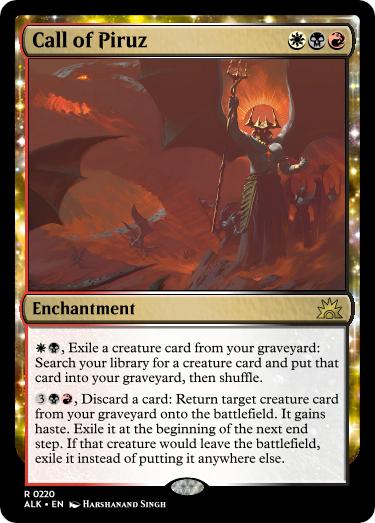 Call of Piruz
Enchantment
, Exile a creature card from your graveyard:
Search your library for a creature card and put that
card into your graveyard, then shuffle.
3, Discard a card: Return target creature card
from your graveyard onto the battlefield. It gains
haste. Exile it at the beginning of the next end
step. If that creature would leave the battlefield,
exile it instead of putting it anywhere else.
R 0220
ALK • EN Harshanand Singh